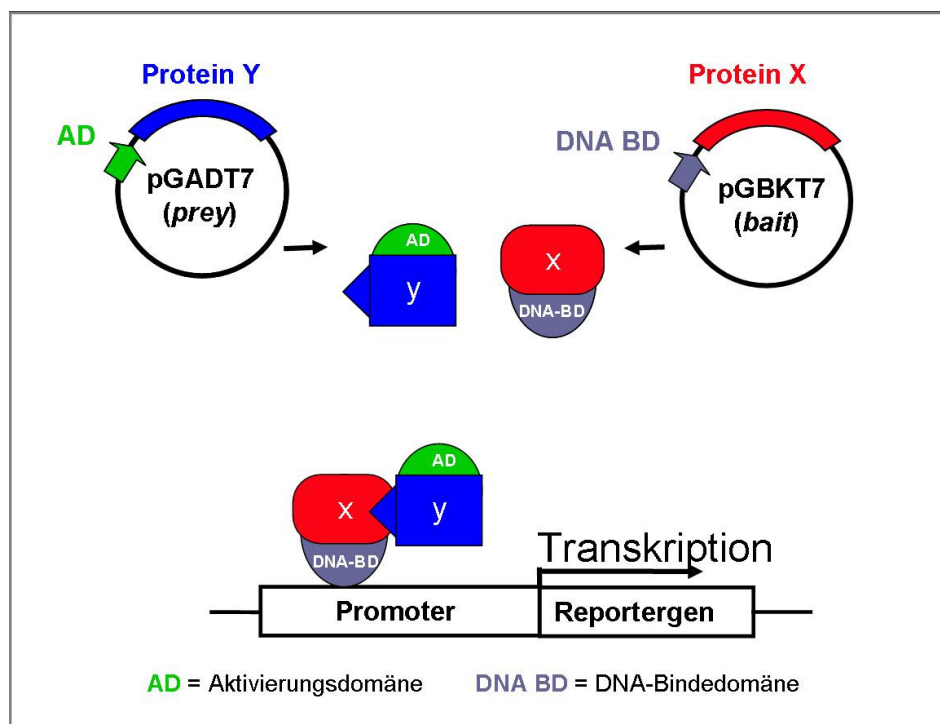 Protein Y
Protein X
AD
DNA BD
pGADT7
(prey)
pGBKT7
(bait)
AD
y
x
DNA-BD
AD
x
y
DNA-BD
Transkription
Promoter
Reportergen
AD = Aktivierungsdomäne
DNA BD = DNA-Bindedomäne